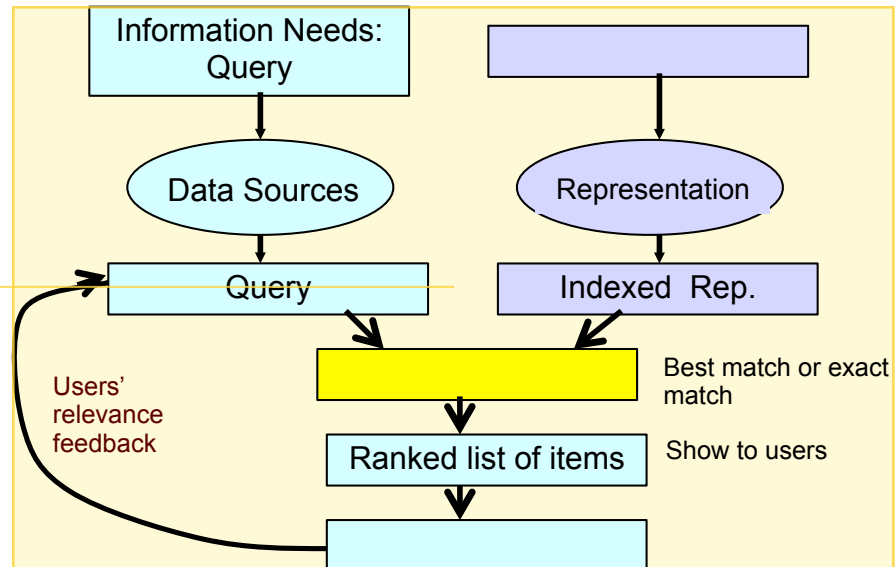 Information Needs:
Query
Data Sources
Representation
Query
Indexed Rep.
Best match or exact
match
Users’
relevance
feedback
Ranked list of items
Show to users